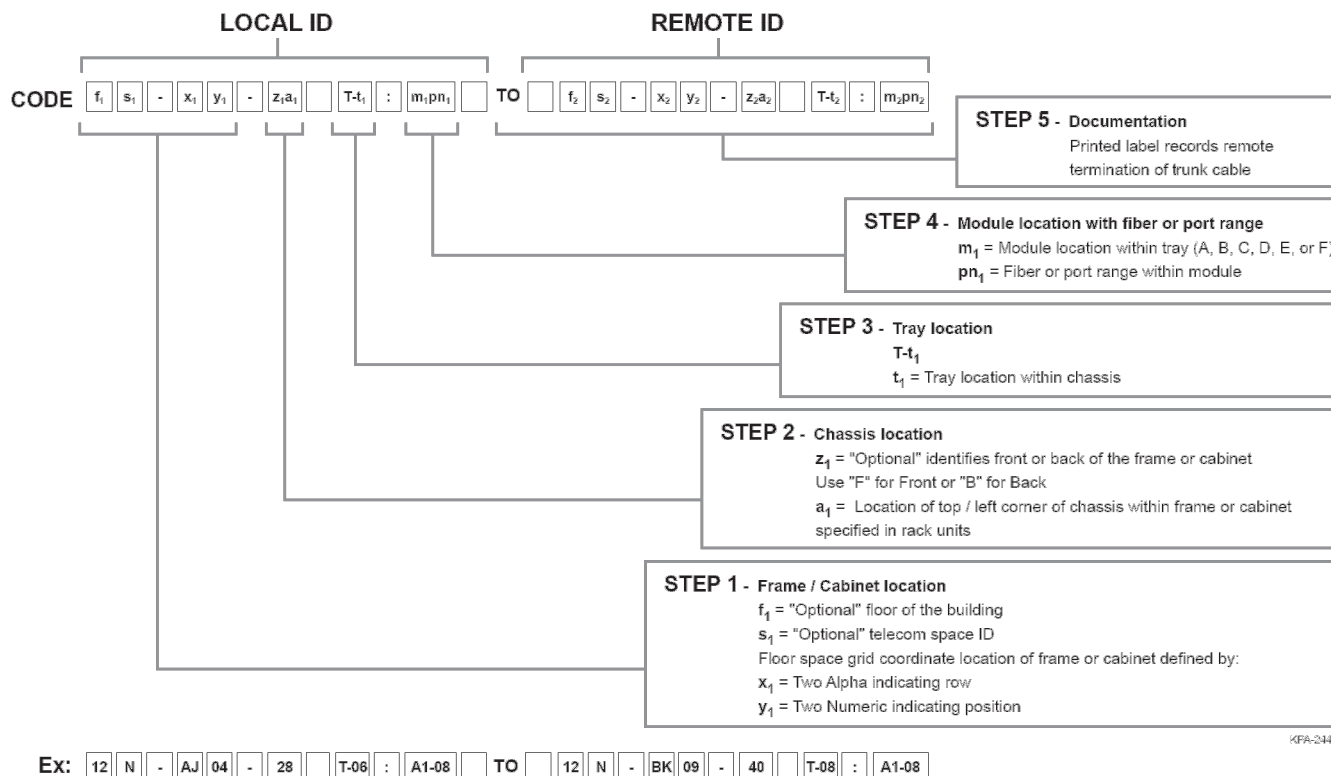 LOCAL ID REMOTE ID
CODE f₁ s₁ - x₁ y₁ - z₁a₁ T-t₁ : m₁pn₁ TO f₂ s₂ - x₂ y₂ - z₂a₂ T-t₂ : m₂pn₂
STEP 5 - Documentation
Printed label records remote
termination of trunk cable
STEP 4 - Module location with fiber or port range
m₁ = Module location within tray (A, B, C, D, E, or F)
pn₁ = Fiber or port range within module
STEP 3 - Tray location
T-t₁
t₁ = Tray location within chassis
STEP 2 - Chassis location
z₁ = "Optional" identifies front or back of the frame or cabinet
Use "F" for Front or "B" for Back
a₁ = Location of top / left corner of chassis within frame or cabinet
specified in rack units
STEP 1 - Frame / Cabinet location
f₁ = "Optional" floor of the building
s₁ = "Optional" telecom space ID
Floor space grid coordinate location of frame or cabinet defined by:
x₁ = Two Alpha indicating row
y₁ = Two Numeric indicating position
KPA-244
Ex: 12 N - AJ 04 - 28 T-06 : A1-08 TO 12 N - BK 09 - 40 T-08 : A1-08